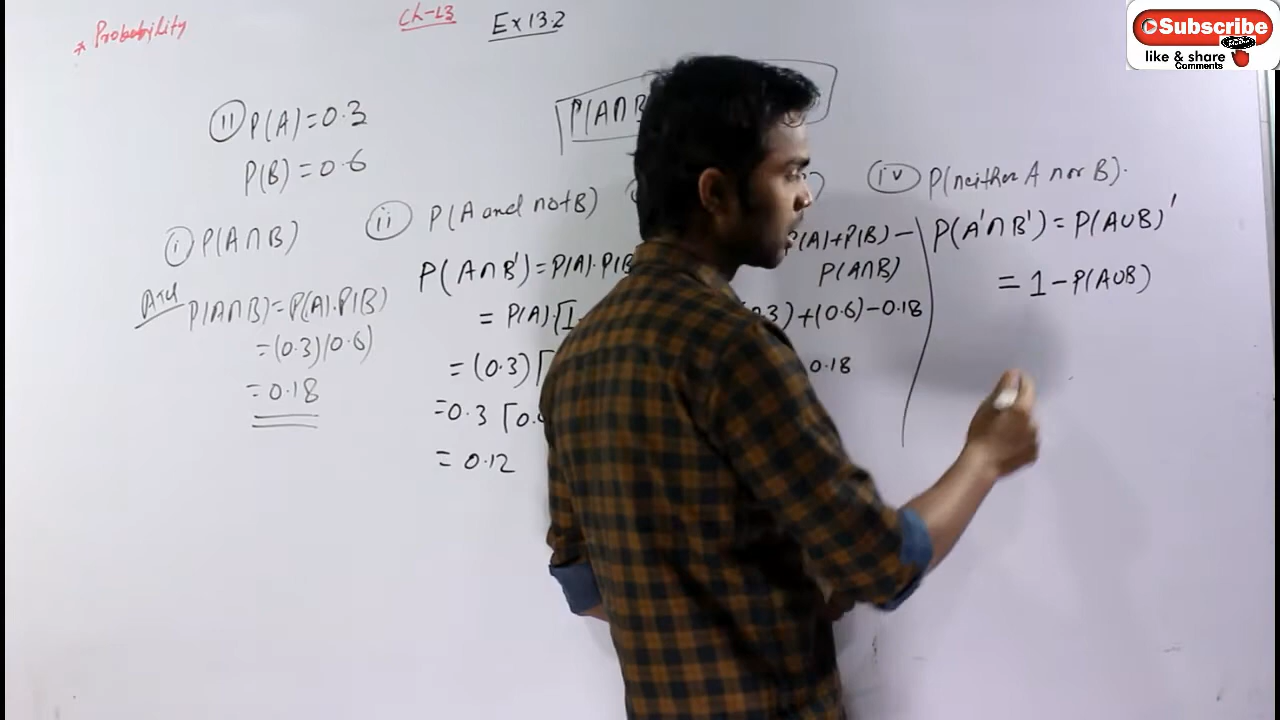 Subscribe
like & share
Comments
* Probability
Ch-13
Ex 13.2
11 P(A)=0.3
P(B)=0.6
P(A∩B
i P(A∩B)
P(A∩B)=P(A).P(B)
=(0.3)(0.6)
=0.18
ii P(A and not B)
P(A∩B')=P(A).P(B
= P(A).[1
= (0.3)[
=0.3 [0.
= 0.12
P(A)+P(B)-
P(A∩B)
3)+(0.6)-0.18
0.18
iv P(neither A nor B).
P(A'∩B')=P(A∪B)'
= 1-P(A∪B)